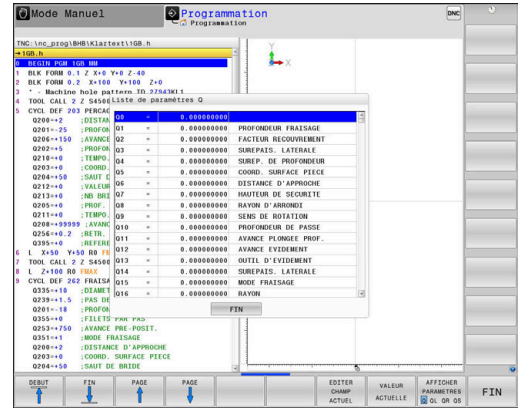 Mode Manuel
Programmation
Programmation
DNC
TNC:\nc_prog\BHB\Klartext\1GB.h
→1GB.h
0 BEGIN PGM 1GB MM
1 BLK FORM 0.1 Z X+0 Y+0 Z-40
2 BLK FORM 0.2 X+100 Y+100 Z+0
3 * - Machine hole pattern ID 27943KL1
4 TOOL CALL 2 Z S4500
5 CYCL DEF 203 PERCAG
Q200=+2 ;DISTAN
Q201=-25 ;PROFON
Q206=+150 ;AVANCE
Q202=+5 ;PROFON
Q210=+0 ;TEMPO.
Q203=+0 ;COORD.
Q204=+50 ;SAUT D
Q212=+0 ;VALEUR
Q213=+0 ;NB BRI
Q205=+0 ;PROF.
Q211=+0 ;TEMPO.
Q208=+99999 ;AVANC
Q256=+0.2 ;RETR.
Q395=+0 ;REFERE
6 L X+50 Y+50 R0 FM
7 TOOL CALL 2 Z S4500
8 L Z+100 R0 FMAX
9 CYCL DEF 262 FRAISA
Q335=+10 ;DIAMET
Q239=+1.5 ;PAS DE
Q201=-18 ;PROFON
Q355=+0 ;FILETS PAR PAS
Q253=+750 ;AVANCE PRE-POSIT.
Q351=+1 ;MODE FRAISAGE
Q200=+2 ;DISTANCE D'APPROCHE
Q203=+0 ;COORD. SURFACE PIECE
Q204=+50 ;SAUT DE BRIDE
Y
X
Liste de paramètres Q
Q0 = 0.000000000
Q1 = 0.000000000 PROFONDEUR FRAISAGE
Q2 = 0.000000000 FACTEUR RECOUVREMENT
Q3 = 0.000000000 SUREPAIS. LATERALE
Q4 = 0.000000000 SUREP. DE PROFONDEUR
Q5 = 0.000000000 COORD. SURFACE PIECE
Q6 = 0.000000000 DISTANCE D'APPROCHE
Q7 = 0.000000000 HAUTEUR DE SECURITE
Q8 = 0.000000000 RAYON D'ARRONDI
Q9 = 0.000000000 SENS DE ROTATION
Q10 = 0.000000000 PROFONDEUR DE PASSE
Q11 = 0.000000000 AVANCE PLONGEE PROF.
Q12 = 0.000000000 AVANCE EVIDEMENT
Q13 = 0.000000000 OUTIL D'EVIDEMENT
Q14 = 0.000000000 SUREPAIS. LATERALE
Q15 = 0.000000000 MODE FRAISAGE
Q16 = 0.000000000 RAYON
FIN
DEBUT
FIN
PAGE
PAGE
EDITER
CHAMP
ACTUEL
VALEUR
ACTUELLE
AFFICHER
PARAMETRES
Q QL QR QS
FIN